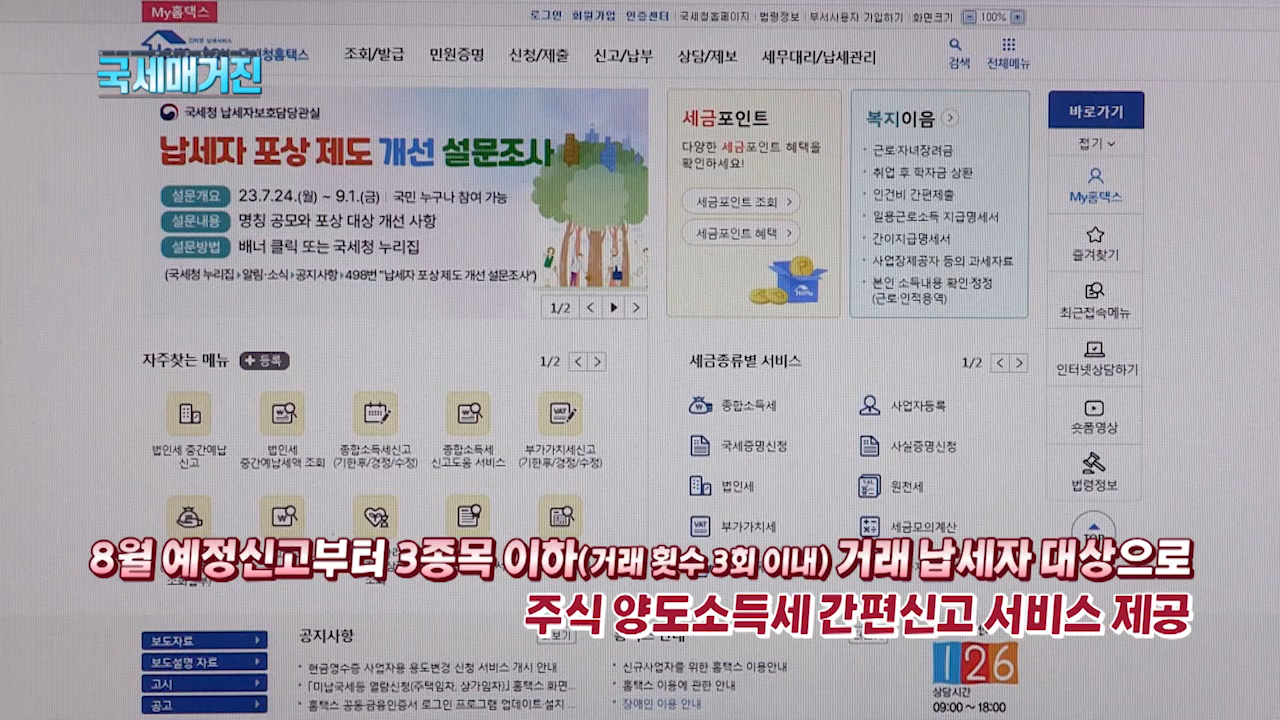 My홈택스
로그인 회원가입 인증센터 국세청홈페이지 법령정보 부서사용자 가입하기 화면크기 100%
국세매거진
조회/발급 민원증명 신청/제출 신고/납부 상담/제보 세무대리/납세관리
검색 전체메뉴
국세청 납세자보호담당관실
납세자 포상 제도 개선 설문조사
설문개요 23.7.24.(월) ~ 9.1.(금) | 국민 누구나 참여 가능
설문내용 명칭 공모와 포상 대상 개선 사항
설문방법 배너 클릭 또는 국세청 누리집
(국세청 누리집 › 알림·소식 › 공지사항 › 498번 "납세자 포상 제도 개선 설문조사")
1/2
세금포인트
다양한 세금포인트 혜택을
확인하세요!
세금포인트 조회
세금포인트 혜택
복지이음
· 근로·자녀장려금
· 취업 후 학자금 상환
· 인건비 간편제출
· 일용근로소득 지급명세서
· 간이지급명세서
· 사업장제공자 등의 과세자료
· 본인 소득내용 확인·정정
(근로·인적용역)
바로가기
접기
My홈택스
즐겨찾기
최근접속메뉴
인터넷상담하기
숏폼영상
법령정보
TOP
자주찾는 메뉴 + 등록 1/2
법인세 중간예납
신고
법인세
중간예납세액 조회
종합소득세신고
(기한후/경정/수정)
종합소득세
신고도움 서비스
부가가치세신고
(기한후/경정/수정)
세금종류별 서비스 1/2
종합소득세 사업자등록
국세증명신청 사실증명신청
법인세 원천세
부가가치세 세금모의계산
8월 예정신고부터 3종목 이하(거래 횟수 3회 이내) 거래 납세자 대상으로
주식 양도소득세 간편신고 서비스 제공
보도자료
보도설명 자료
고시
공고
공지사항
· 현금영수증 사업자용 용도변경 신청 서비스 개시 안내
· 「미납국세등 열람신청(주택임차, 상가임차)」 홈택스 화면...
· 홈택스 공동·금융인증서 로그인 프로그램 업데이트·설치 ...
· 신규사업자를 위한 홈택스 이용안내
· 홈택스 이용에 관한 안내
· 장애인 이용 안내
126
상담시간
09:00 ~ 18:00